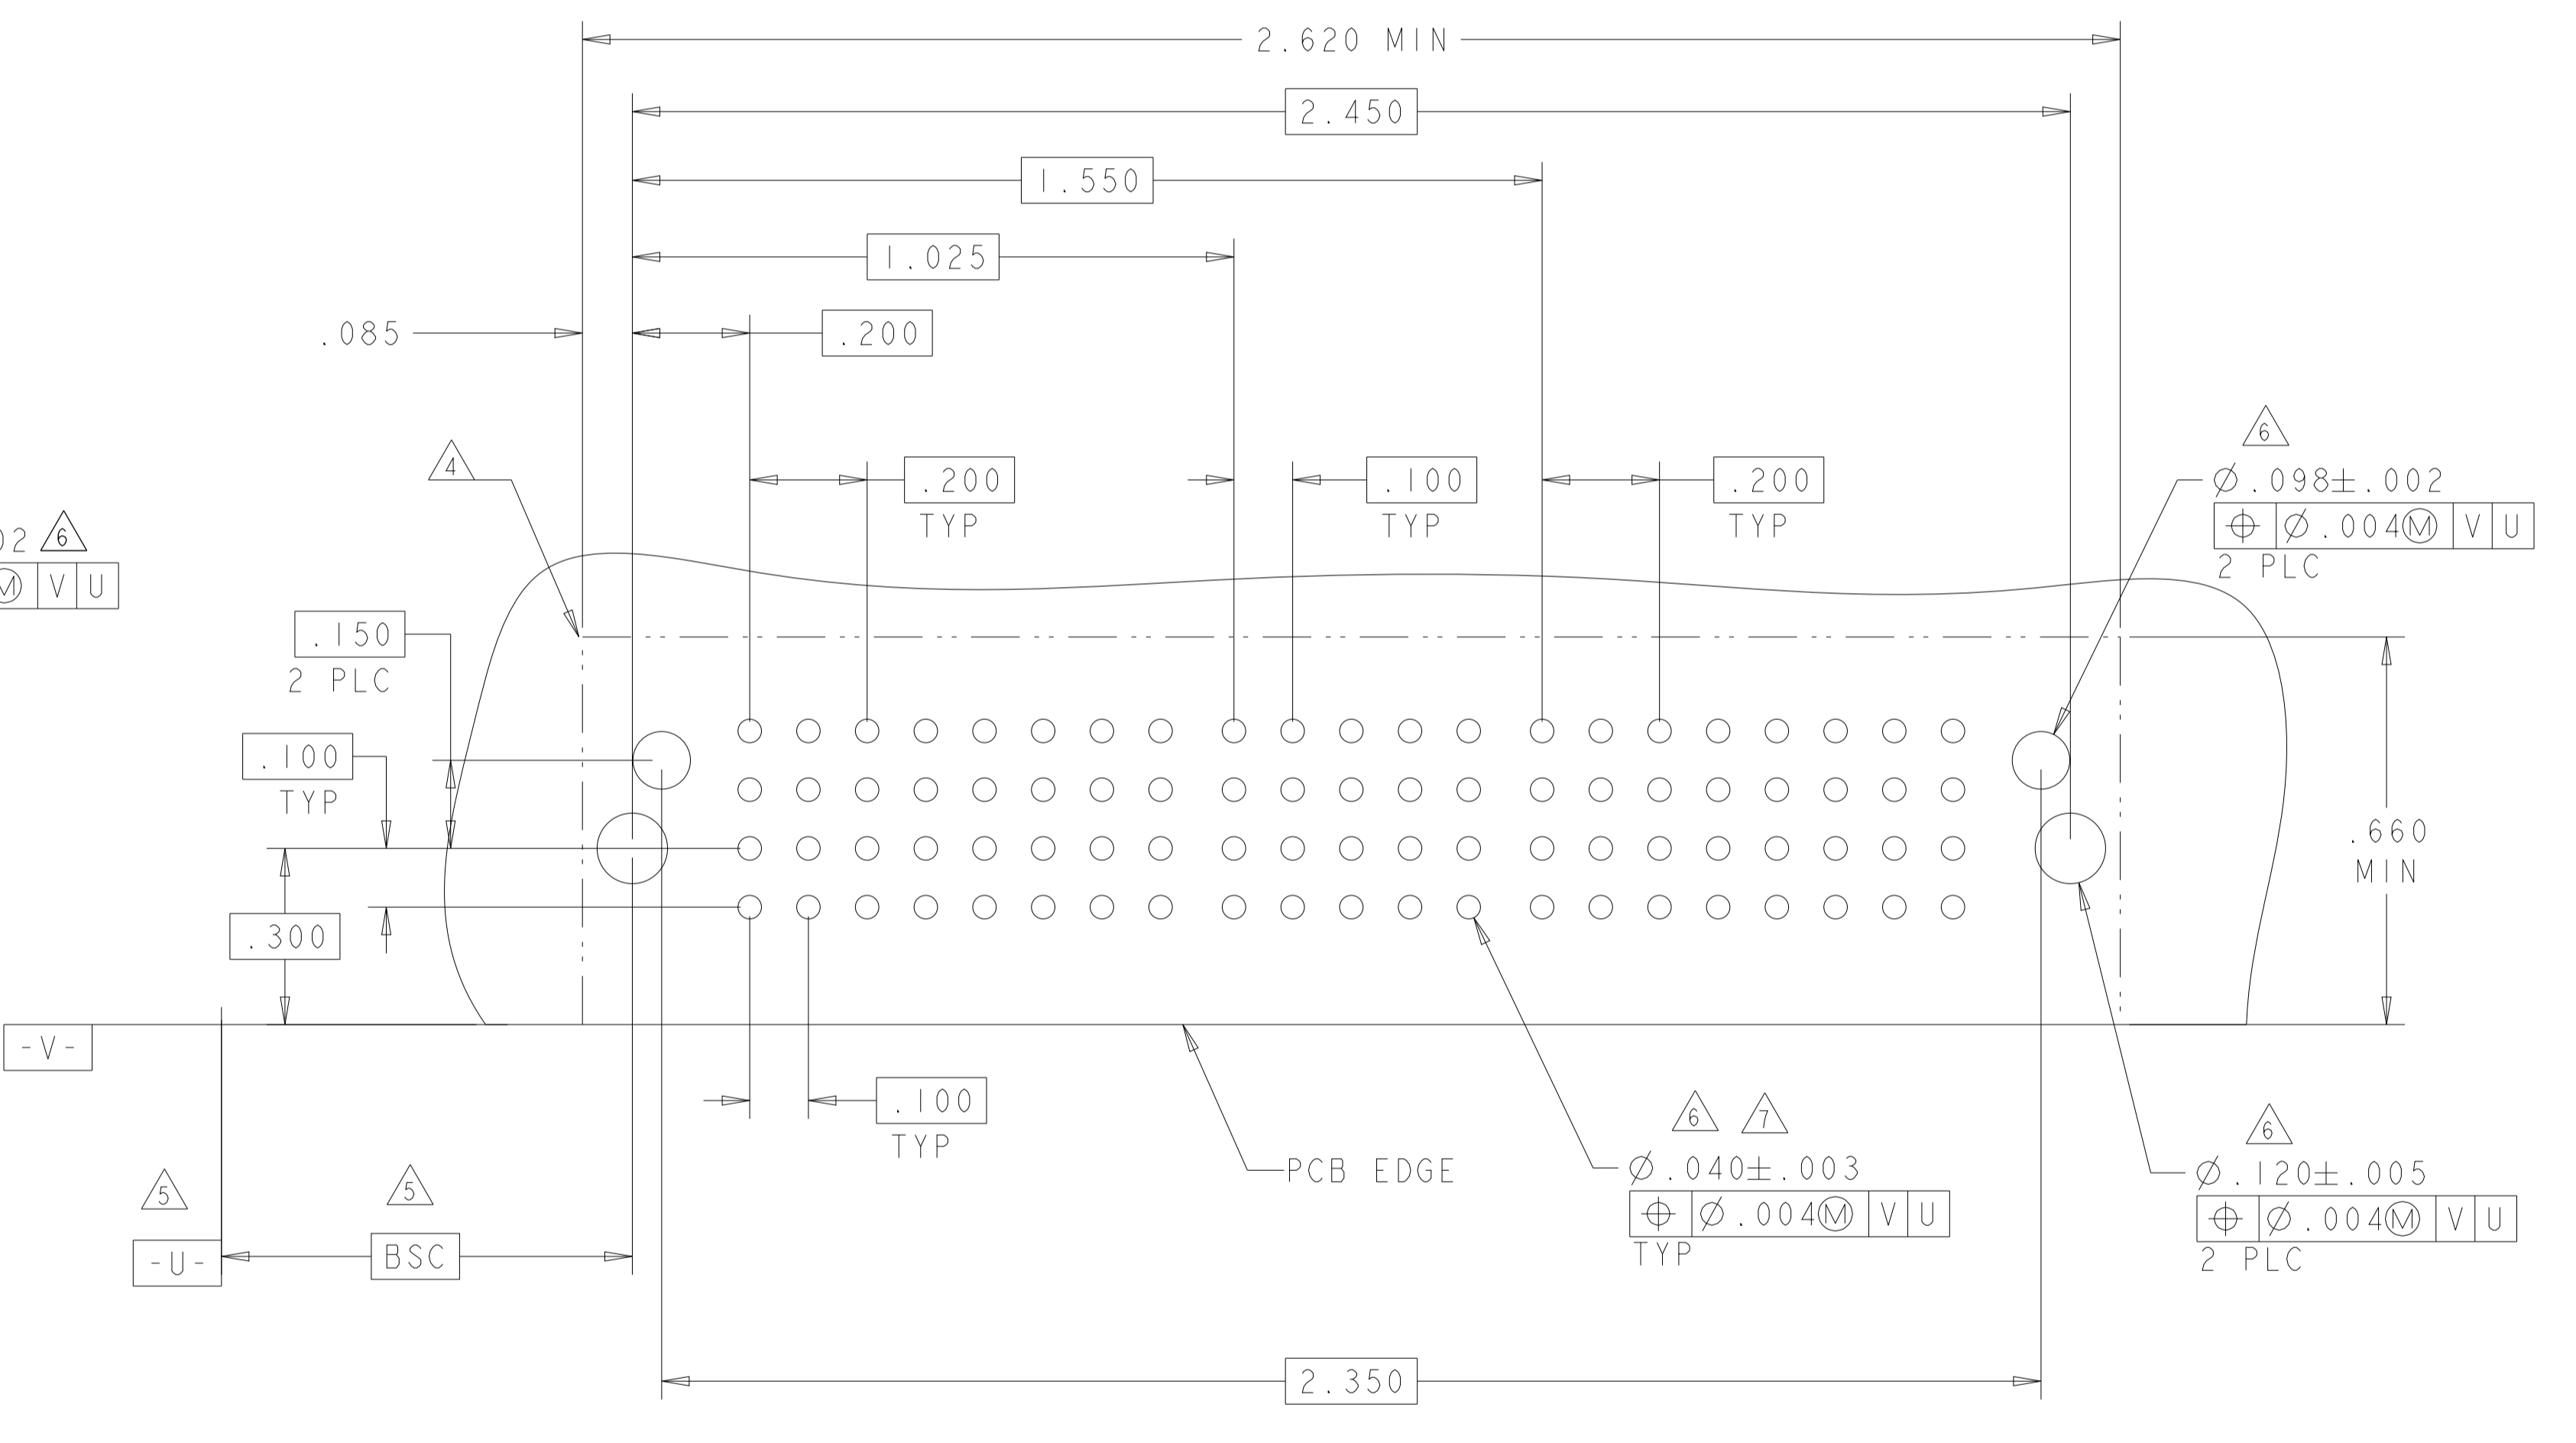 2.620 MIN
2.450
1.550
1.025
.085
.200
6
4
.200
TYP
.100
TYP
.200
TYP
⌀.098±.002
⌖ ⌀.004Ⓜ V U
2 PLC
02 6
Ⓜ V U
.150
2 PLC
.100
TYP
.660
MIN
.300
-V-
.100
TYP
6 7
⌀.040±.003
⌖ ⌀.004Ⓜ V U
TYP
6
⌀.120±.005
⌖ ⌀.004Ⓜ V U
2 PLC
PCB EDGE
5
5
-U-
BSC
2.350